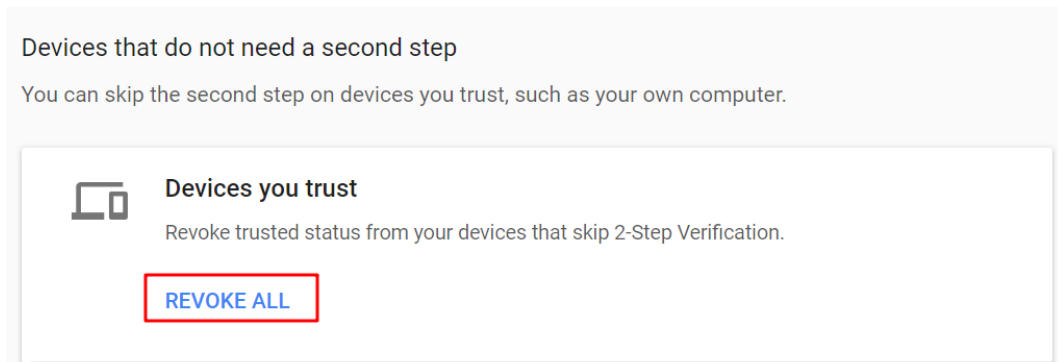 Devices that do not need a second step
You can skip the second step on devices you trust, such as your own computer.
Devices you trust
Revoke trusted status from your devices that skip 2-Step Verification.
REVOKE ALL